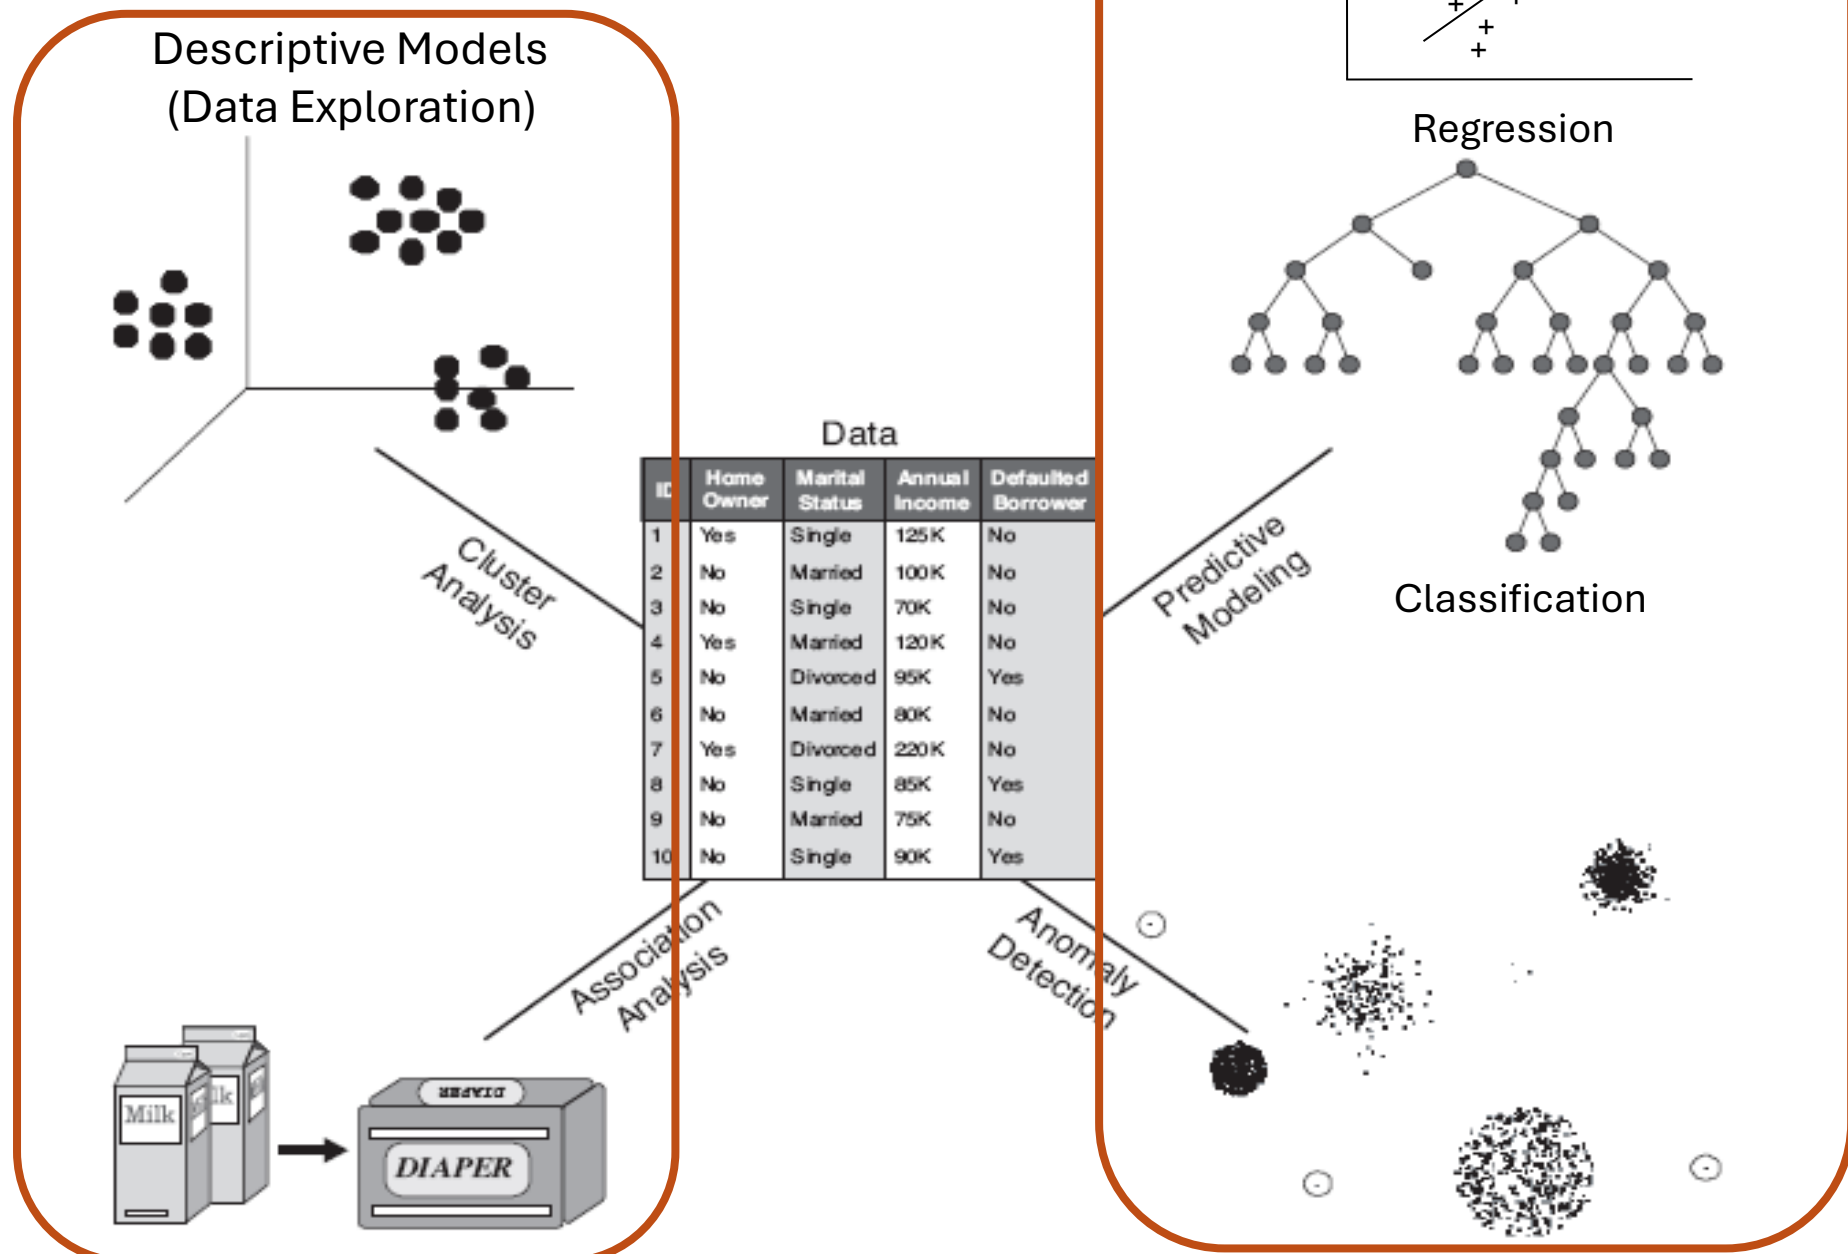 Descriptive Models
(Data Exploration)
Regression
Data
ID Home Owner Marital Status Annual Income Defaulted Borrower
1 Yes Single 125K No
2 No Married 100K No
3 No Single 70K No
4 Yes Married 120K No
5 No Divorced 95K Yes
6 No Married 80K No
7 Yes Divorced 220K No
8 No Single 85K Yes
9 No Married 75K No
10 No Single 90K Yes
Cluster
Analysis
Predictive
Modeling
Classification
Association
Analysis
Anomaly
Detection
Milk
lk
DIAPER
DIAPER